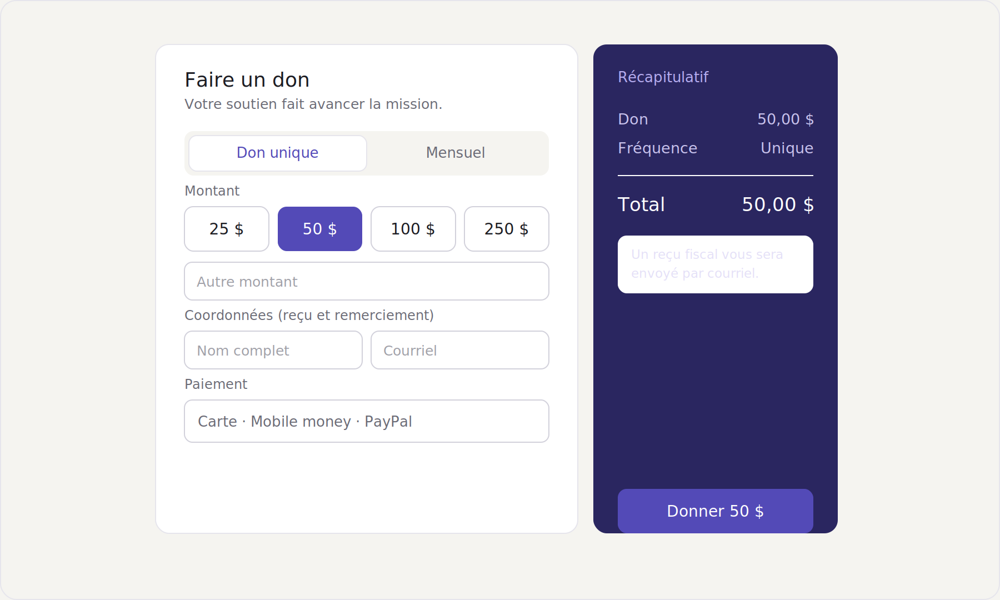 Faire un don
Votre soutien fait avancer la mission.
Don unique
Mensuel
Montant
25 $
50 $
100 $
250 $
Autre montant
Coordonnées (reçu et remerciement)
Nom complet
Courriel
Paiement
Carte · Mobile money · PayPal
Récapitulatif
Don 50,00 $
Fréquence Unique
Total 50,00 $
Un reçu fiscal vous sera
envoyé par courriel.
Donner 50 $